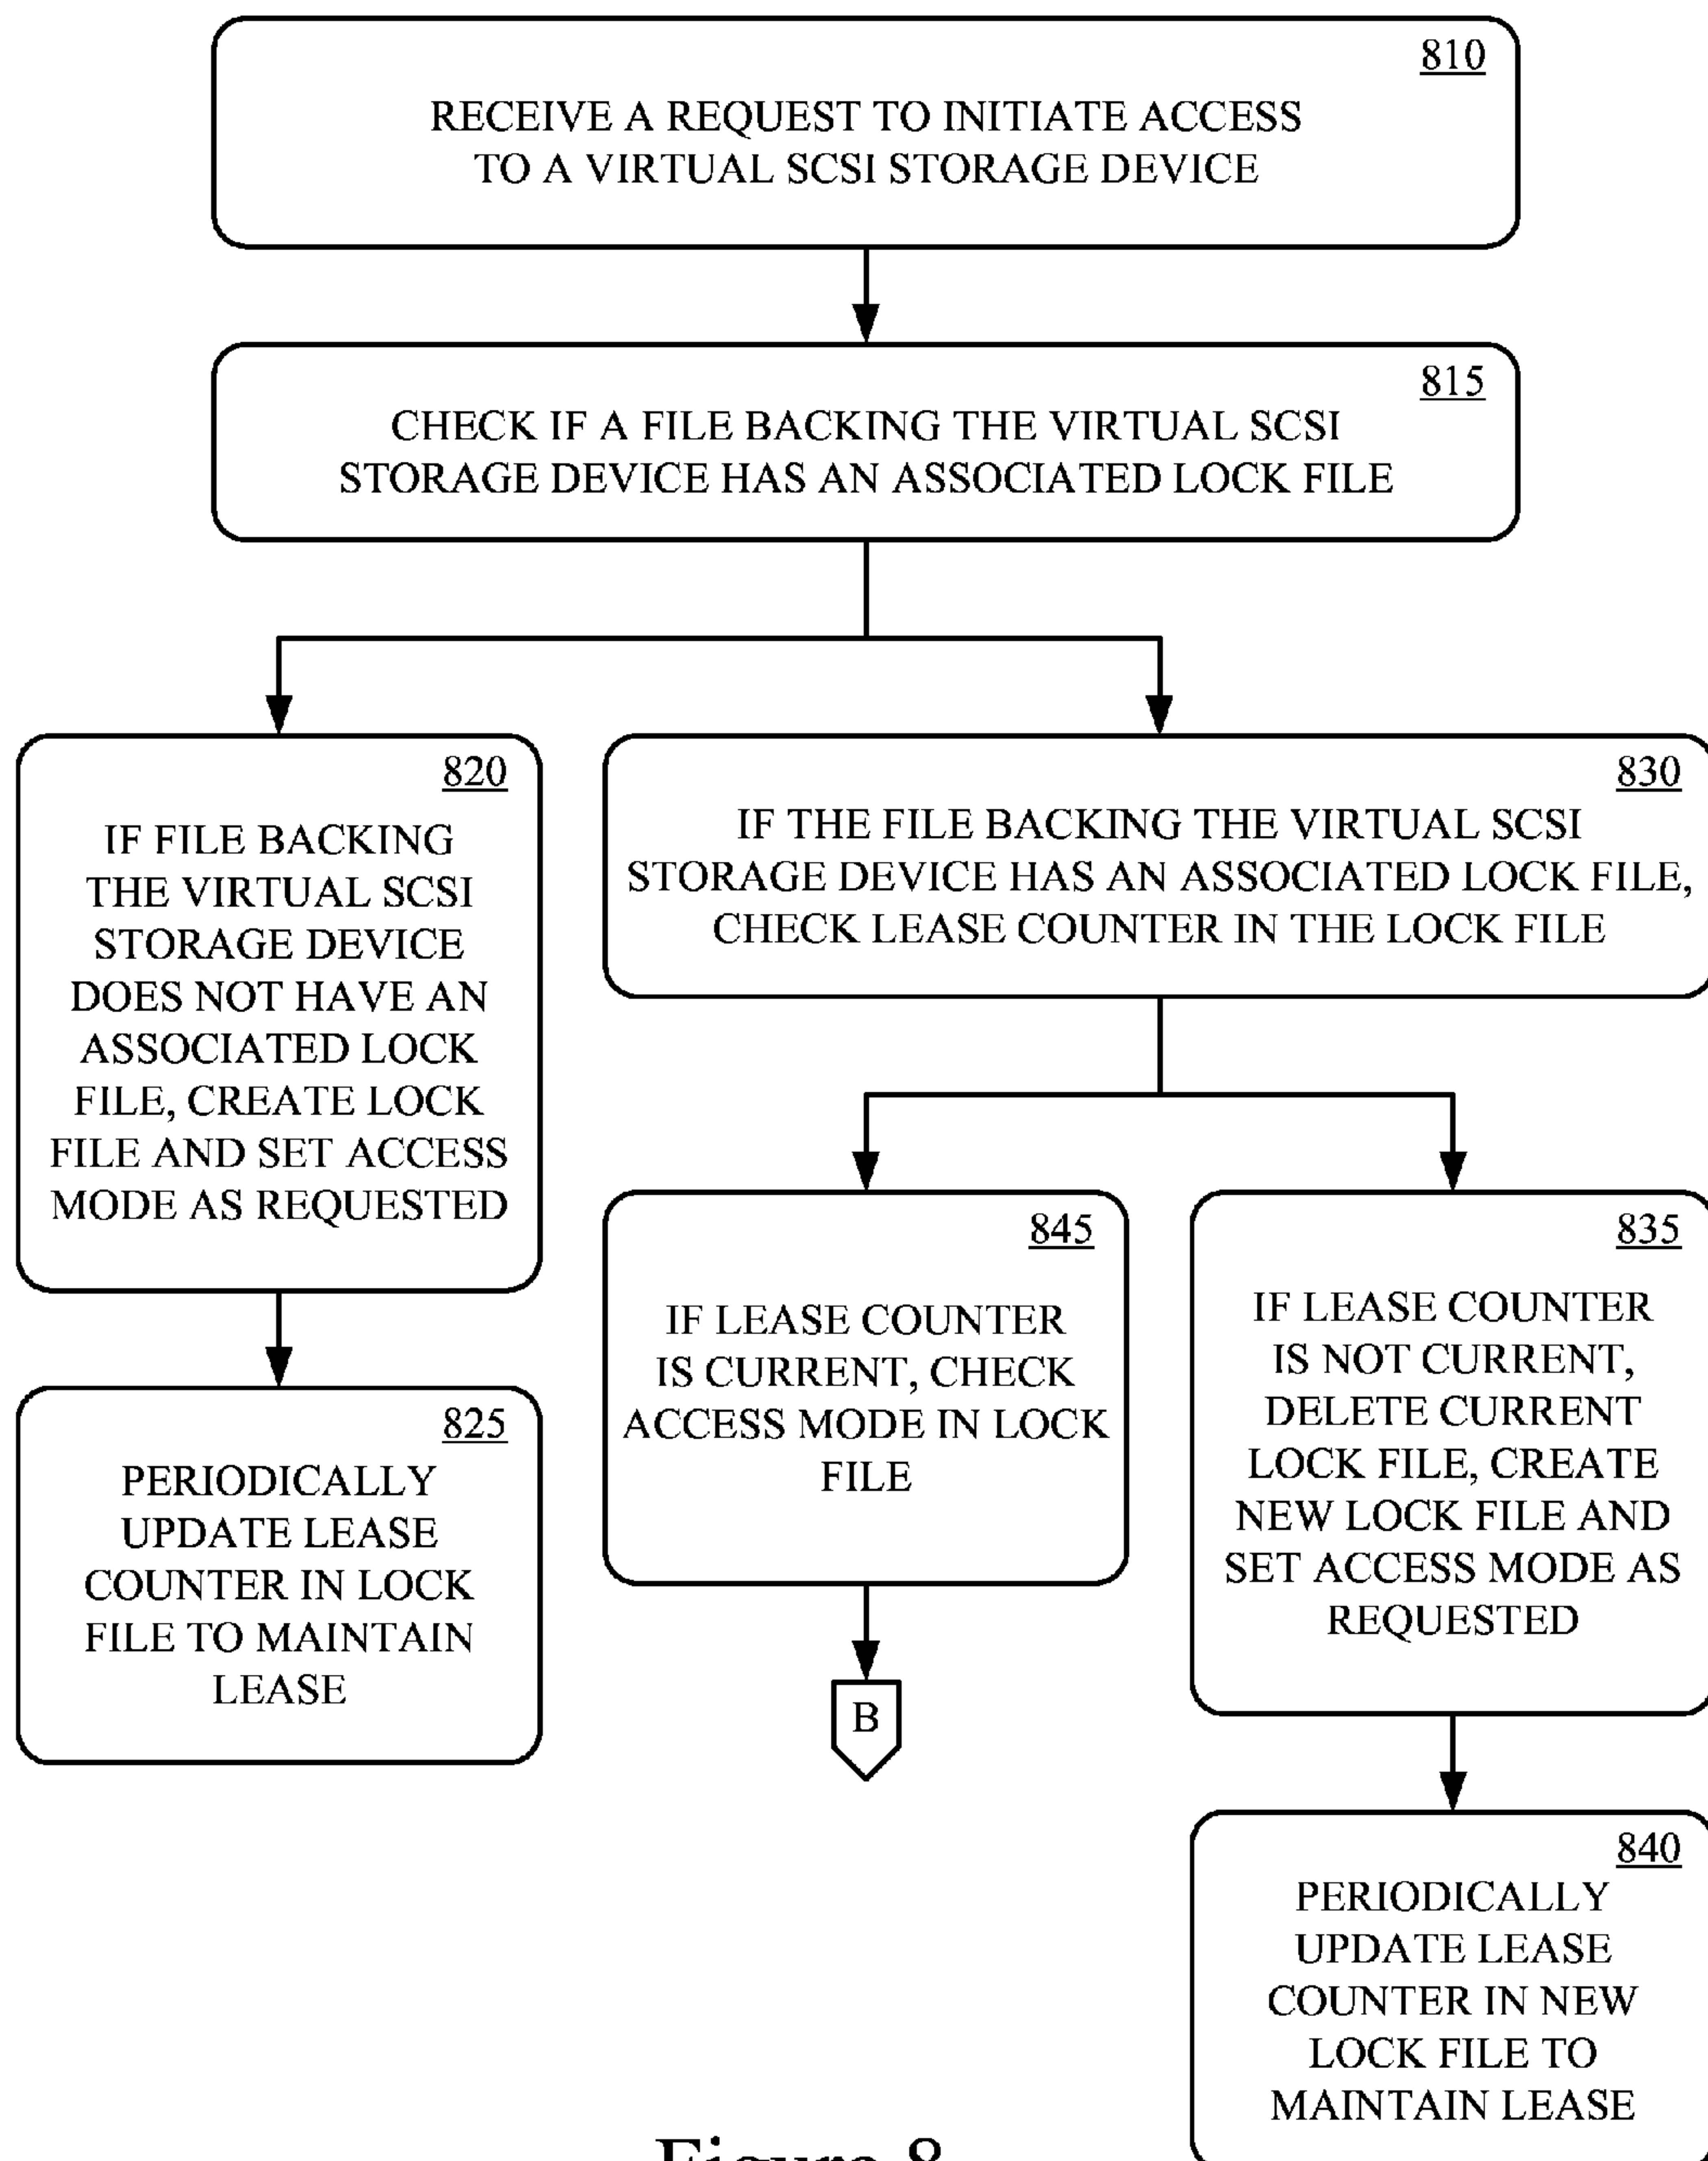 810
RECEIVE A REQUEST TO INITIATE ACCESS
TO A VIRTUAL SCSI STORAGE DEVICE
815
CHECK IF A FILE BACKING THE VIRTUAL SCSI
STORAGE DEVICE HAS AN ASSOCIATED LOCK FILE
820
IF FILE BACKING
THE VIRTUAL SCSI
STORAGE DEVICE
DOES NOT HAVE AN
ASSOCIATED LOCK
FILE, CREATE LOCK
FILE AND SET ACCESS
MODE AS REQUESTED
830
IF THE FILE BACKING THE VIRTUAL SCSI
STORAGE DEVICE HAS AN ASSOCIATED LOCK FILE,
CHECK LEASE COUNTER IN THE LOCK FILE
825
PERIODICALLY
UPDATE LEASE
COUNTER IN LOCK
FILE TO MAINTAIN
LEASE
845
IF LEASE COUNTER
IS CURRENT, CHECK
ACCESS MODE IN LOCK
FILE
B
835
IF LEASE COUNTER
IS NOT CURRENT,
DELETE CURRENT
LOCK FILE, CREATE
NEW LOCK FILE AND
SET ACCESS MODE AS
REQUESTED
840
PERIODICALLY
UPDATE LEASE
COUNTER IN NEW
LOCK FILE TO
MAINTAIN LEASE
Figure 8